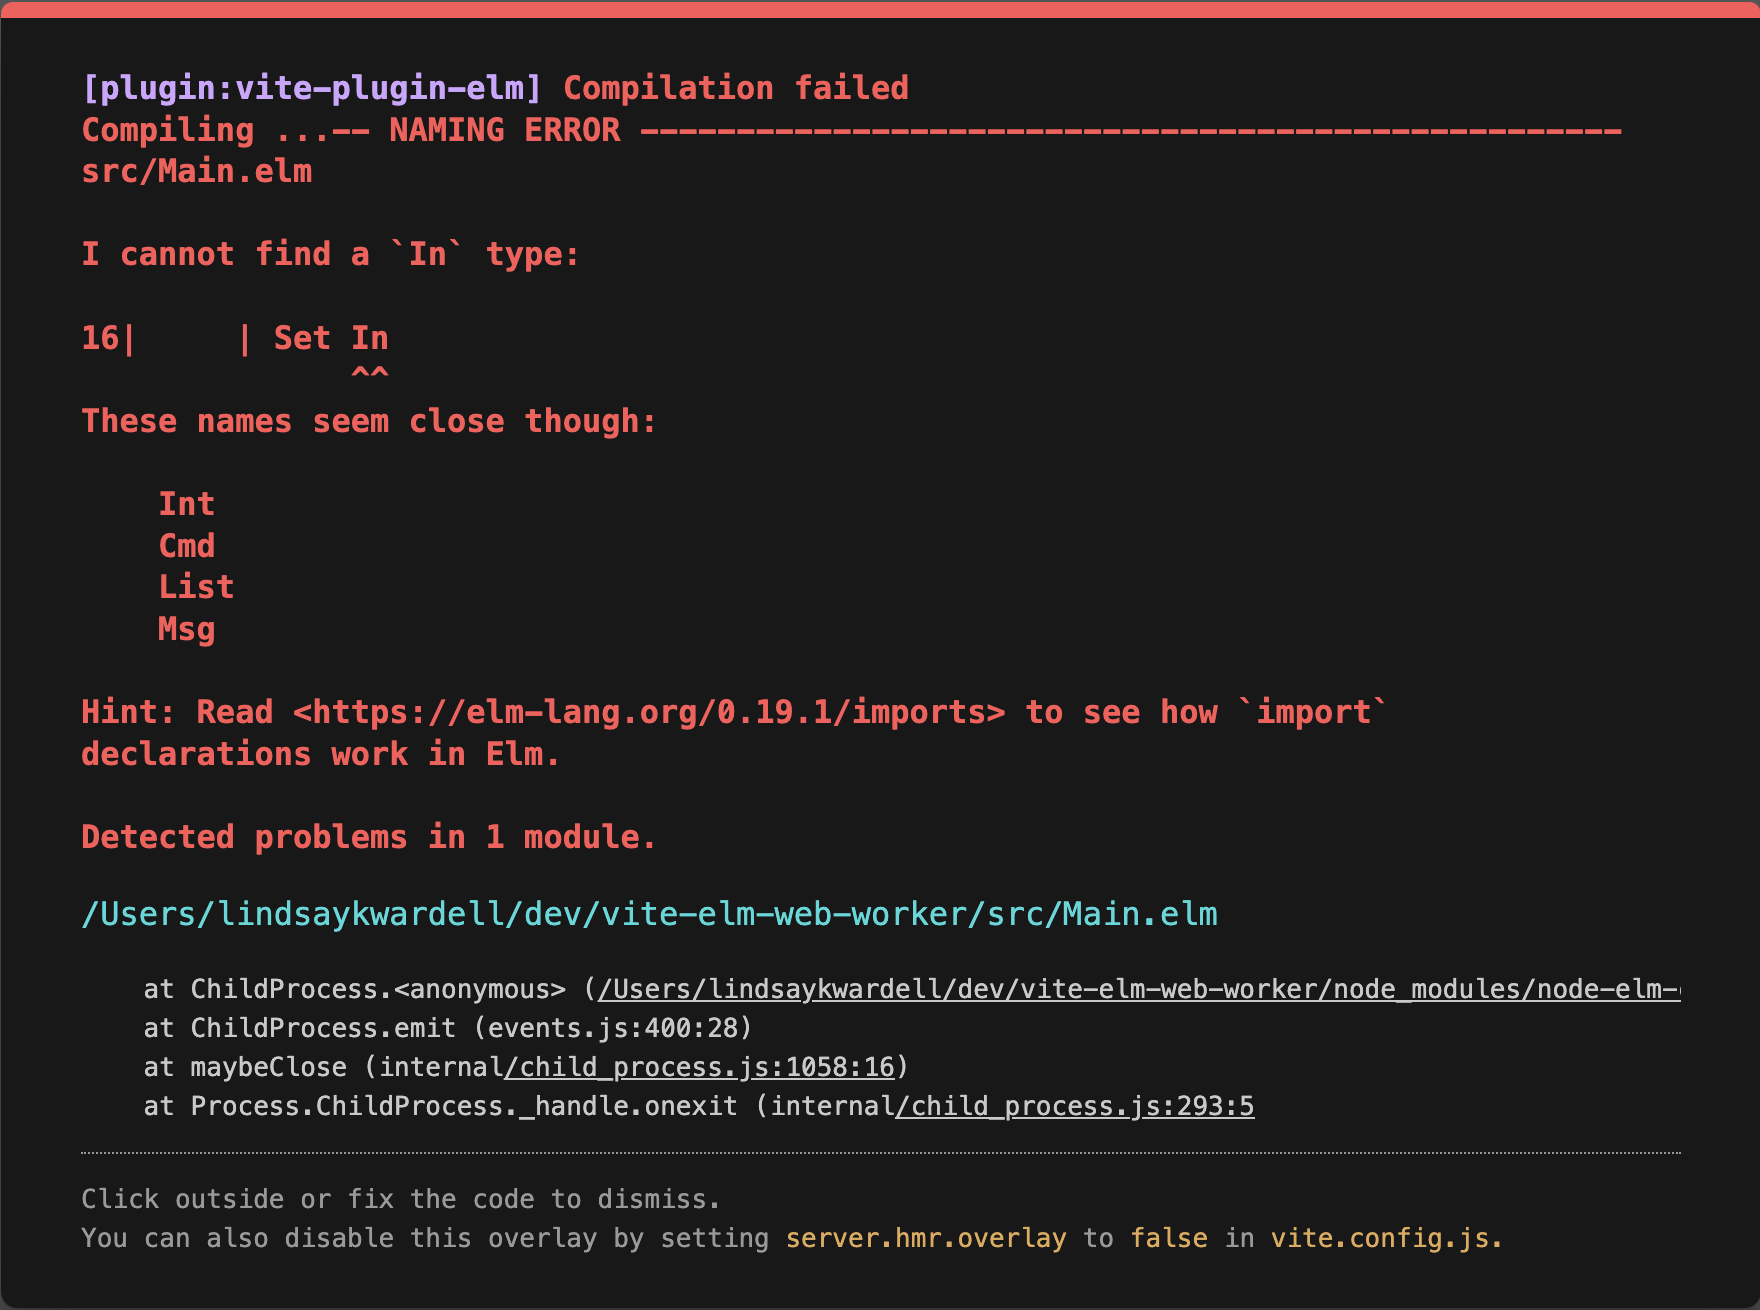 [plugin:vite-plugin-elm] Compilation failed
Compiling ...-- NAMING ERROR ---------------------------------------------------
src/Main.elm
I cannot find a `In` type:
16|     | Set In
              ^^
These names seem close though:
    Int
    Cmd
    List
    Msg
Hint: Read <https://elm-lang.org/0.19.1/imports> to see how `import`
declarations work in Elm.
Detected problems in 1 module.
/Users/lindsaykwardell/dev/vite-elm-web-worker/src/Main.elm
    at ChildProcess.<anonymous> (/Users/lindsaykwardell/dev/vite-elm-web-worker/node_modules/node-elm-
    at ChildProcess.emit (events.js:400:28)
    at maybeClose (internal/child_process.js:1058:16)
    at Process.ChildProcess._handle.onexit (internal/child_process.js:293:5
Click outside or fix the code to dismiss.
You can also disable this overlay by setting server.hmr.overlay to false in vite.config.js.